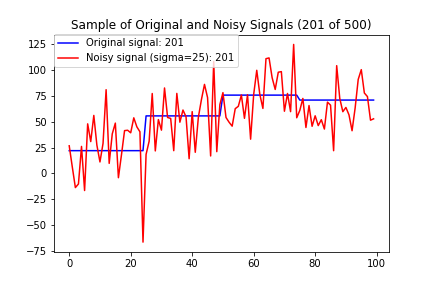 Sample of Original and Noisy Signals (201 of 500)
Original signal: 201
Noisy signal (sigma=25): 201
125
100
75
50
25
0
−25
−50
−75
0 20 40 60 80 100